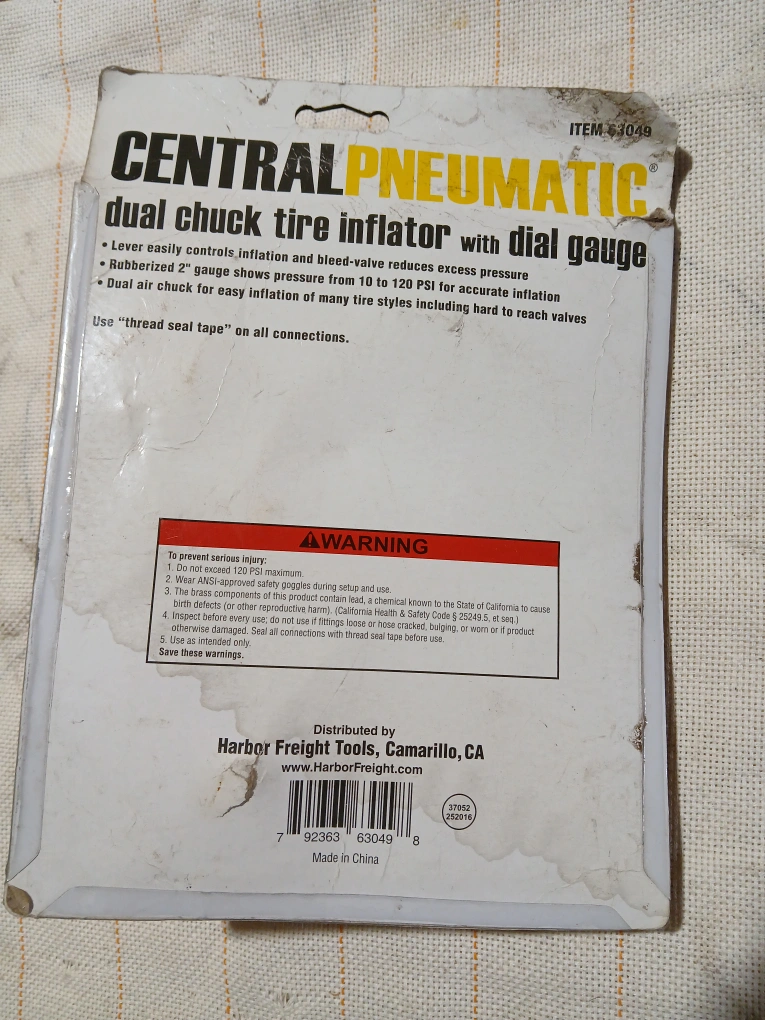 ITEM 63049
CENTRALPNEUMATIC®
dual chuck tire inflator with dial gauge
• Lever easily controls inflation and bleed-valve reduces excess pressure
• Rubberized 2" gauge shows pressure from 10 to 120 PSI for accurate inflation
• Dual air chuck for easy inflation of many tire styles including hard to reach valves
Use “thread seal tape” on all connections.
⚠WARNING
To prevent serious injury:
1. Do not exceed 120 PSI maximum.
2. Wear ANSI-approved safety goggles during setup and use.
3. The brass components of this product contain lead, a chemical known to the State of California to cause
birth defects (or other reproductive harm). (California Health & Safety Code § 25249.5, et seq.)
4. Inspect before every use; do not use if fittings loose or hose cracked, bulging, or worn or if product
otherwise damaged. Seal all connections with thread seal tape before use.
5. Use as intended only.
Save these warnings.
Distributed by
Harbor Freight Tools, Camarillo, CA
www.HarborFreight.com
37052
252016
7 92363 63049 8
Made in China